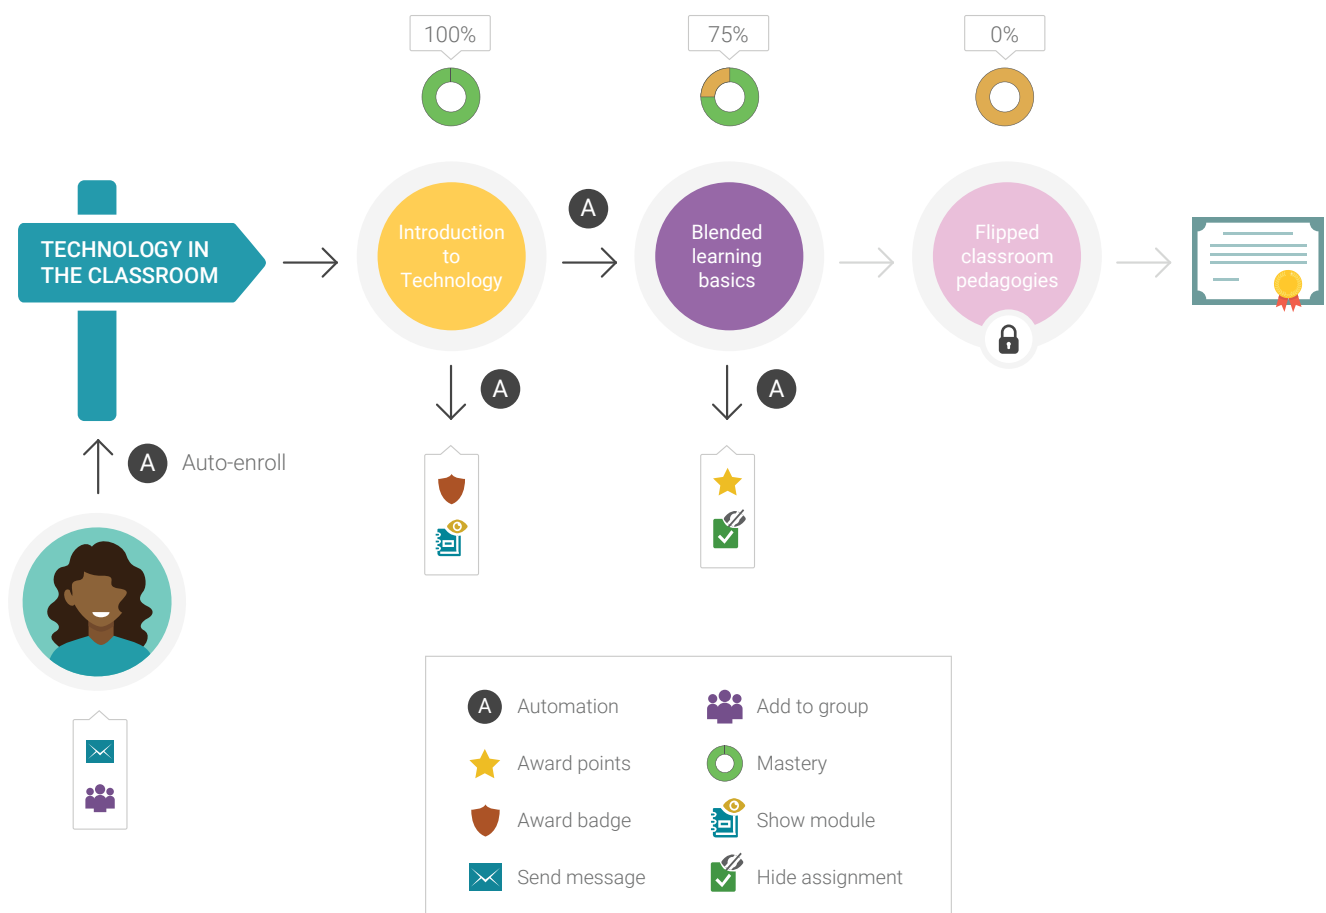 100%
75%
0%
TECHNOLOGY IN
THE CLASSROOM
Introduction
to
Technology
A
Blended
learning
basics
Flipped
classroom
pedagogies
A
A
A Auto-enroll
A Automation
Add to group
Award points
Mastery
Award badge
Show module
Send message
Hide assignment